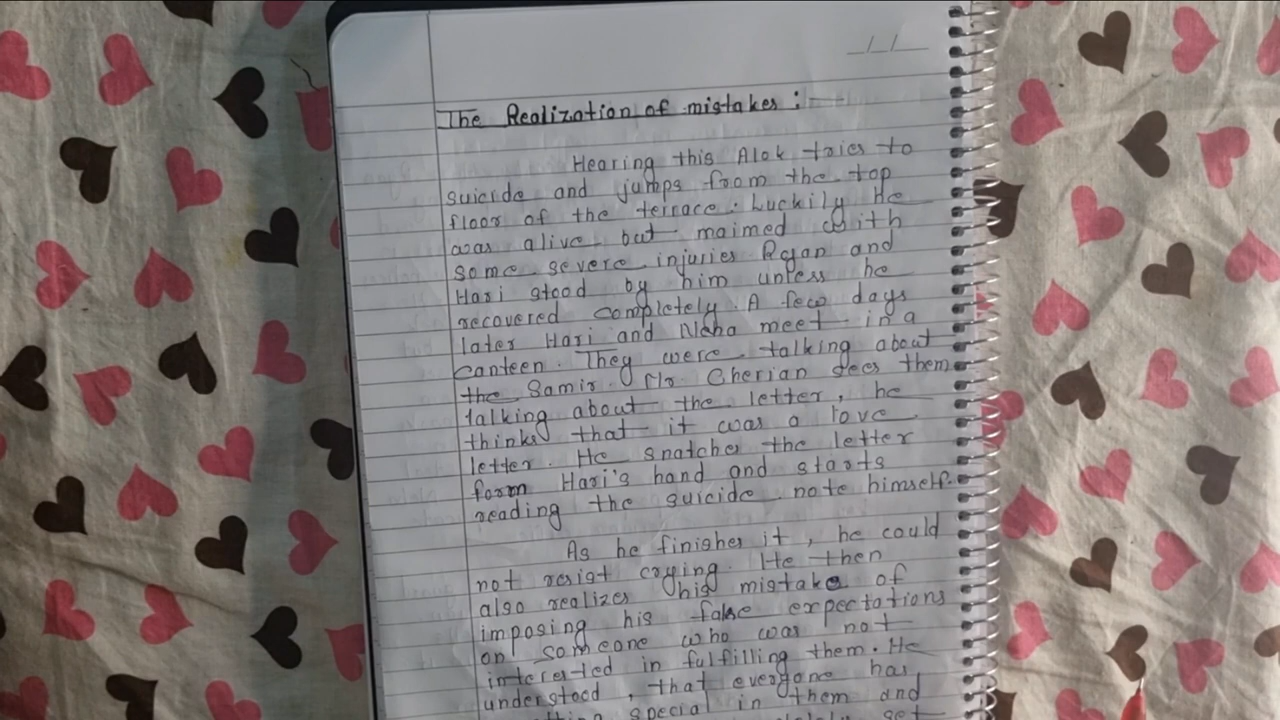 The Realization of mistakes :-
Hearing this Alok tries to
suicide and jumps from the top
floor of the terrace. Luckily He
was alive but maimed with
some severe injuries. Ryan and
Hari stood by him unless he
recovered completely. A few days
later Hari and Neha meet in a
canteen. They were talking about
the Samir. Mr. Cherian sees them
talking about the letter, he
thinks that it was a love
letter. He snatches the letter
form Hari's hand and starts
reading the suicide note himself.
As he finishes it, he could
not resist crying. He then
also realizes his mistake of
imposing his false expectations
on someone who was not
interested in fulfilling them. He
understood, that everyone has
special in them and
set